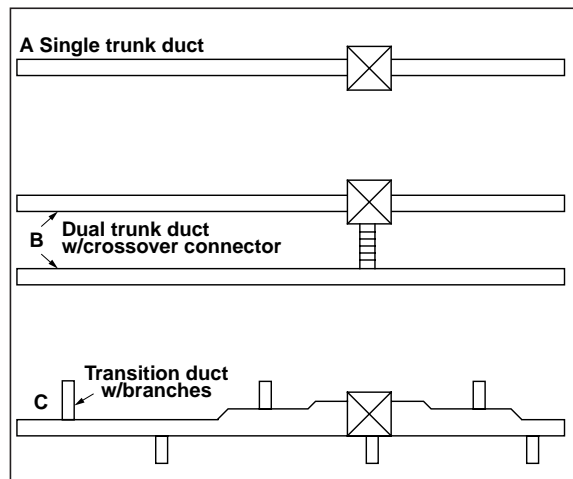 A Single trunk duct
B
Dual trunk duct
w/crossover connector
C
Transition duct
w/branches